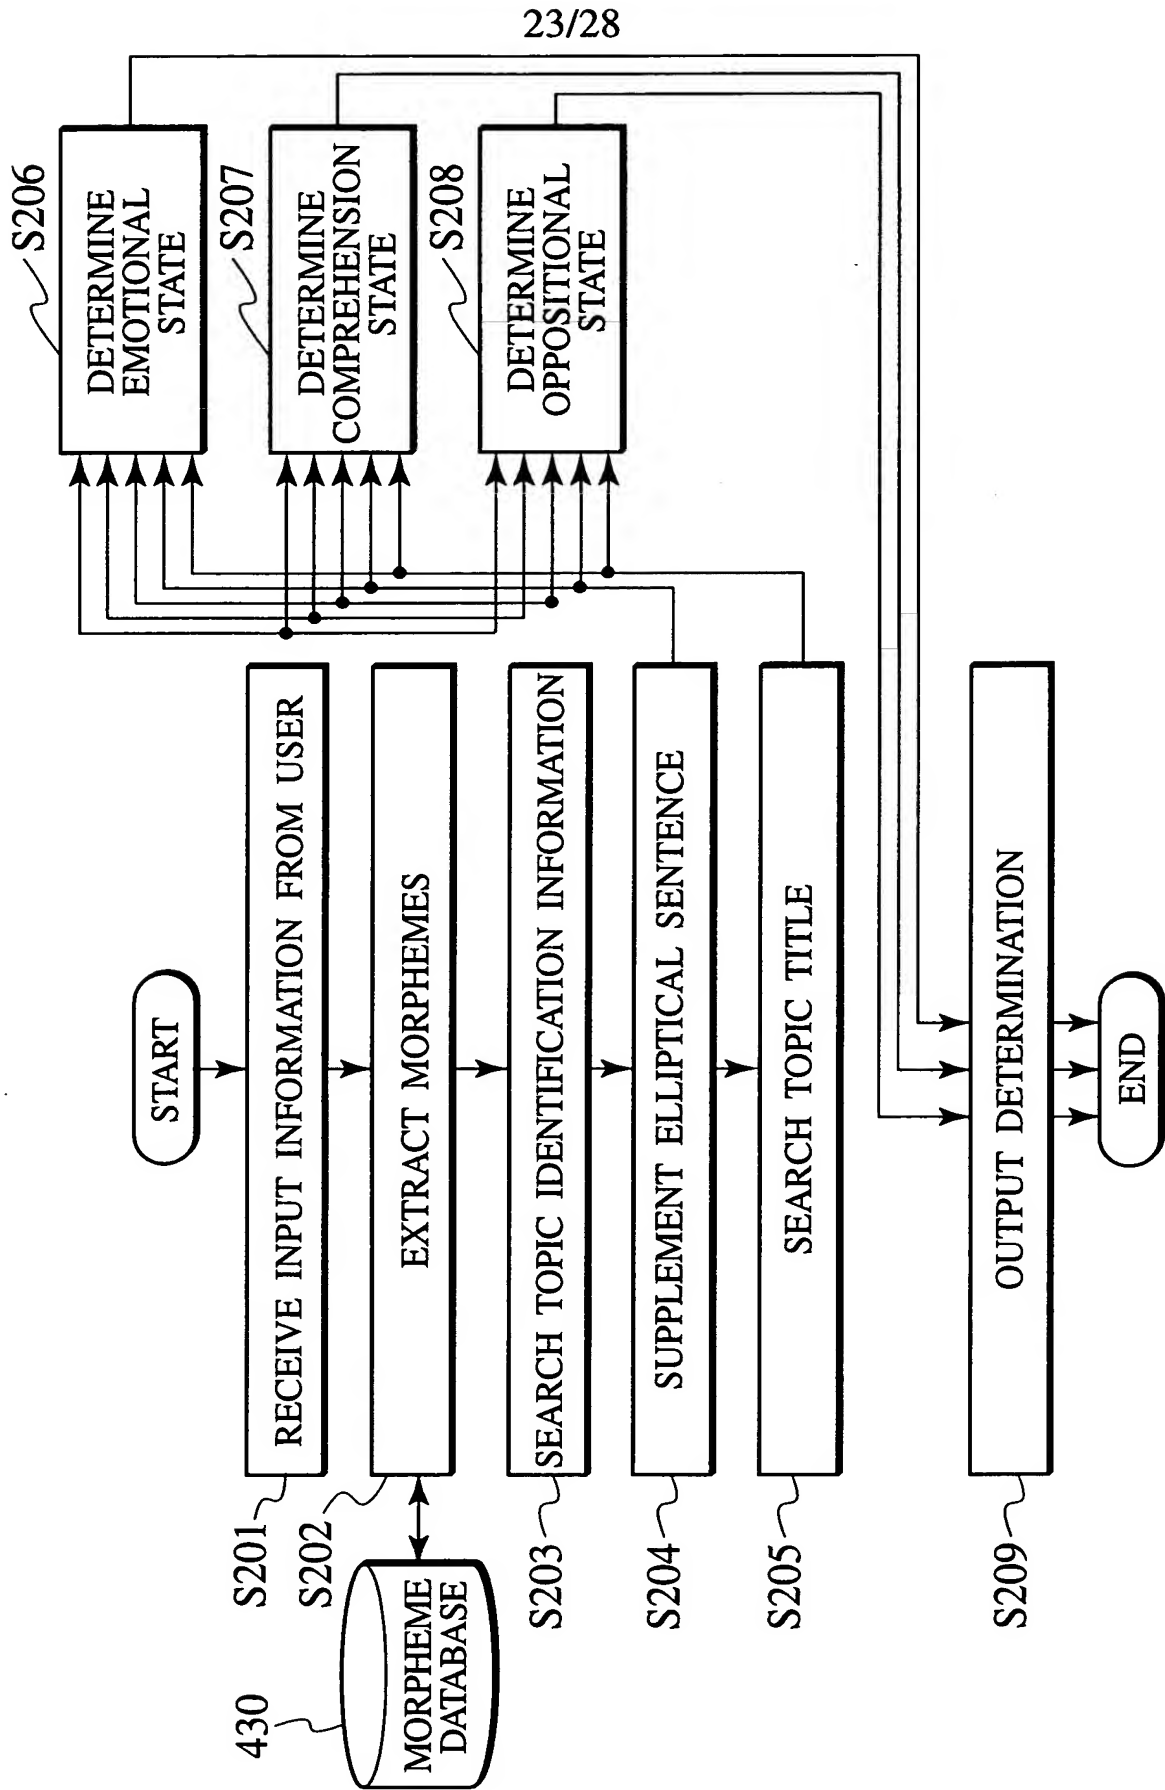 23/28
START
S201
RECEIVE INPUT INFORMATION FROM USER
430
MORPHEME
DATABASE
S202
EXTRACT MORPHEMES
S203
SEARCH TOPIC IDENTIFICATION INFORMATION
S204
SUPPLEMENT ELLIPTICAL SENTENCE
S205
SEARCH TOPIC TITLE
S206
DETERMINE
EMOTIONAL
STATE
S207
DETERMINE
COMPREHENSION
STATE
S208
DETERMINE
OPPOSITIONAL
STATE
S209
OUTPUT DETERMINATION
END